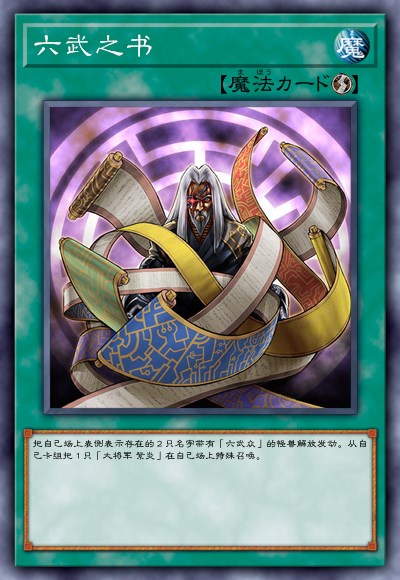 六武之书
魔
【魔法カード】
まほう
把自己场上表侧表示存在的2只名字带有「六武众」的怪兽解放发动。从自
己卡组把1只「大将军 紫炎」在自己场上特殊召唤。